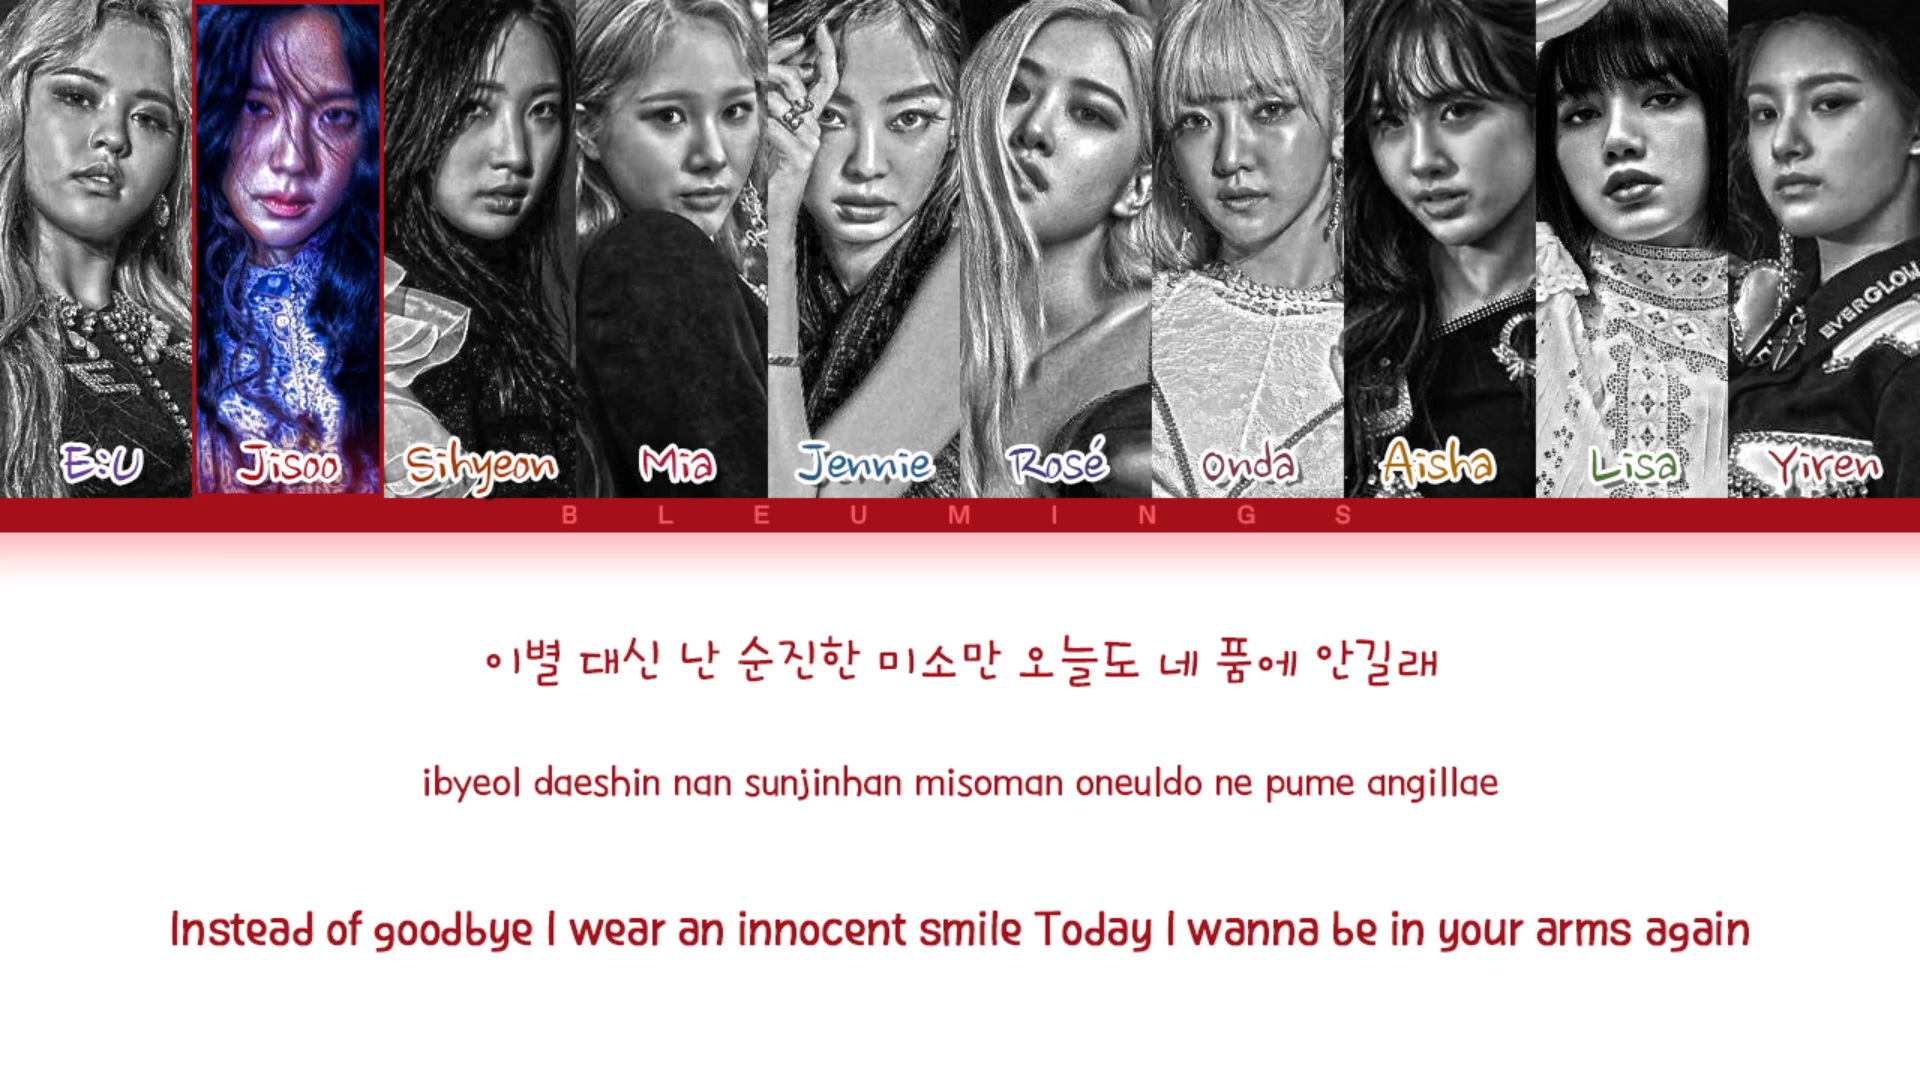 EVERGLOW
E:U Jisoo Sihyeon Mia Jennie Rosé Onda Aisha Lisa Yiren
BLEUMINGS
이별 대신 난 순진한 미소만 오늘도 네 품에 안길래
ibyeol daeshin nan sunjinhan misoman oneuldo ne pume angillae
Instead of goodbye I wear an innocent smile Today I wanna be in your arms again